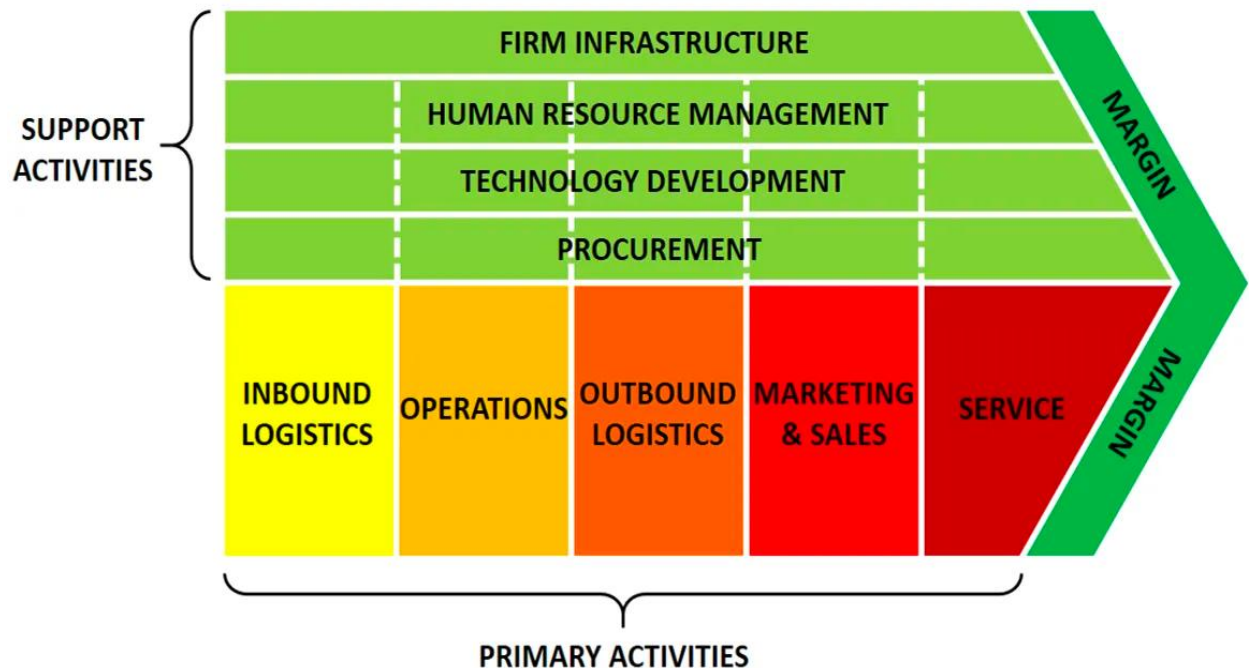 FIRM INFRASTRUCTURE
HUMAN RESOURCE MANAGEMENT
TECHNOLOGY DEVELOPMENT
PROCUREMENT
SUPPORT
ACTIVITIES
MARGIN
INBOUND
LOGISTICS
OPERATIONS
OUTBOUND
LOGISTICS
MARKETING
& SALES
SERVICE
MARGIN
PRIMARY ACTIVITIES